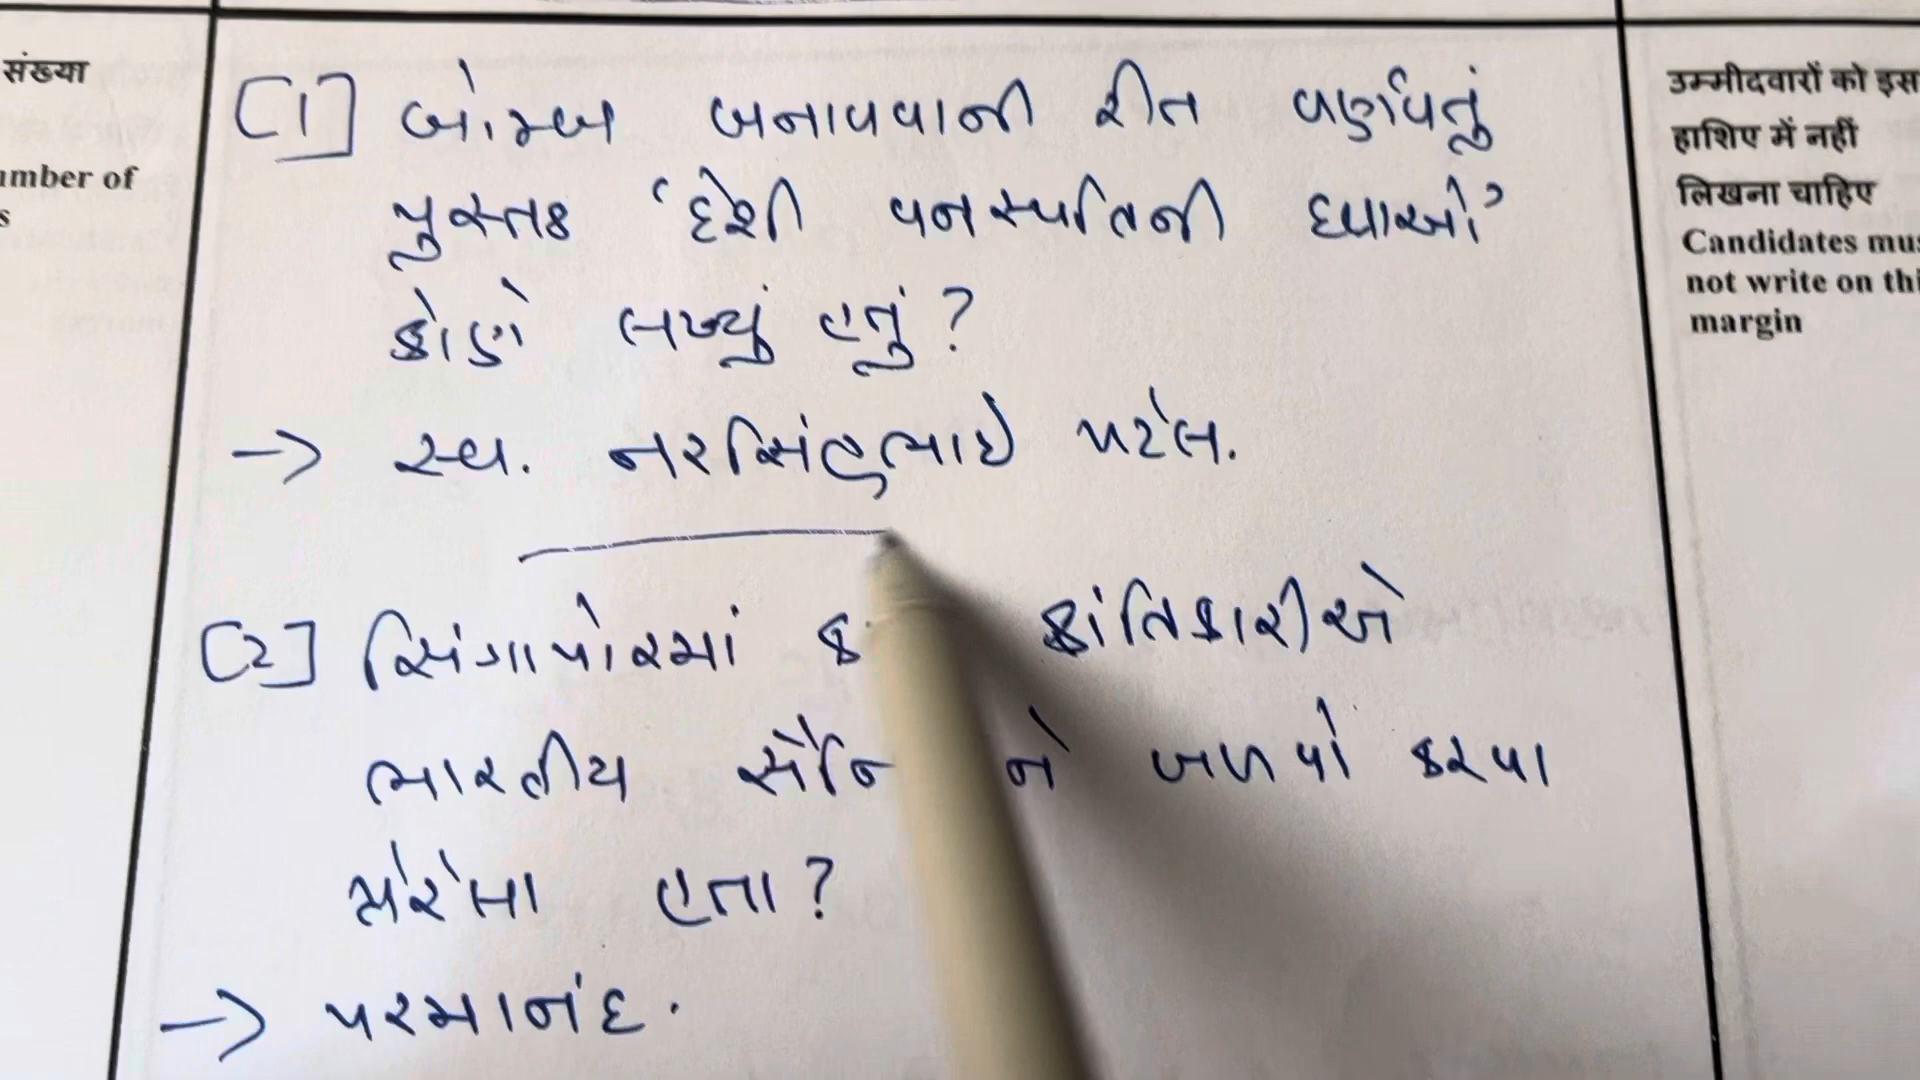 संख्या
umber of
s
[1] બોમ્બ બનાવવાની રીત વર્ણવતું
પુસ્તક 'દેશી વનસ્પતિની દવાઓ'
કોણે લખ્યું હતું?
→ સ્વ. નરસિંહભાઈ પટેલ.
[2] સિંગાપોરમાં ક્રાંતિકારીએ
ભારતીય બળવો કરવા
પ્રેરેલા હતા?
→ પરમાનંદ.
उम्मीदवारों को इस
हाशिए में नहीं
लिखना चाहिए
Candidates mus
not write on thi
margin